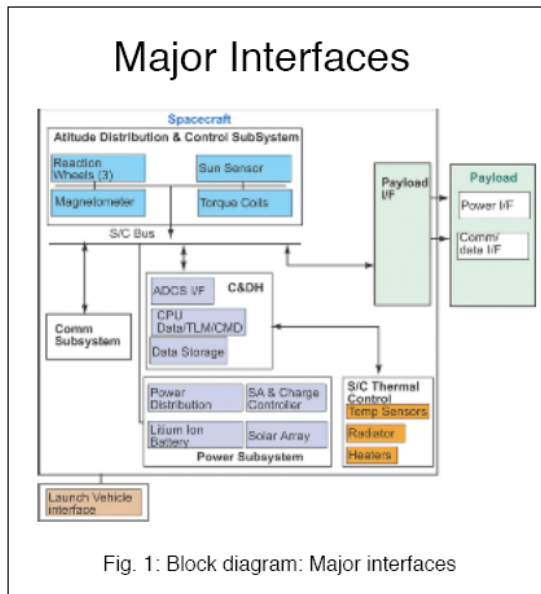 Major Interfaces
Spacecraft
Atitude Distribution & Control SubSystem
Reaction
Wheels (3)
Sun Sensor
Magnetometer
Torque Coils
S/C Bus
Payload
I/F
Payload
Power I/F
Comm/
data I/F
ADCS I/F
C&DH
CPU
Data/TLM/CMD
Data Storage
Comm
Subsystem
Power
Distribution
SA & Charge
Controller
Litium Ion
Battery
Solar Array
Power Subsystem
S/C Thermal
Control
Temp Sensors
Radiator
Heaters
Launch Vehicle
interface
Fig. 1: Block diagram: Major interfaces